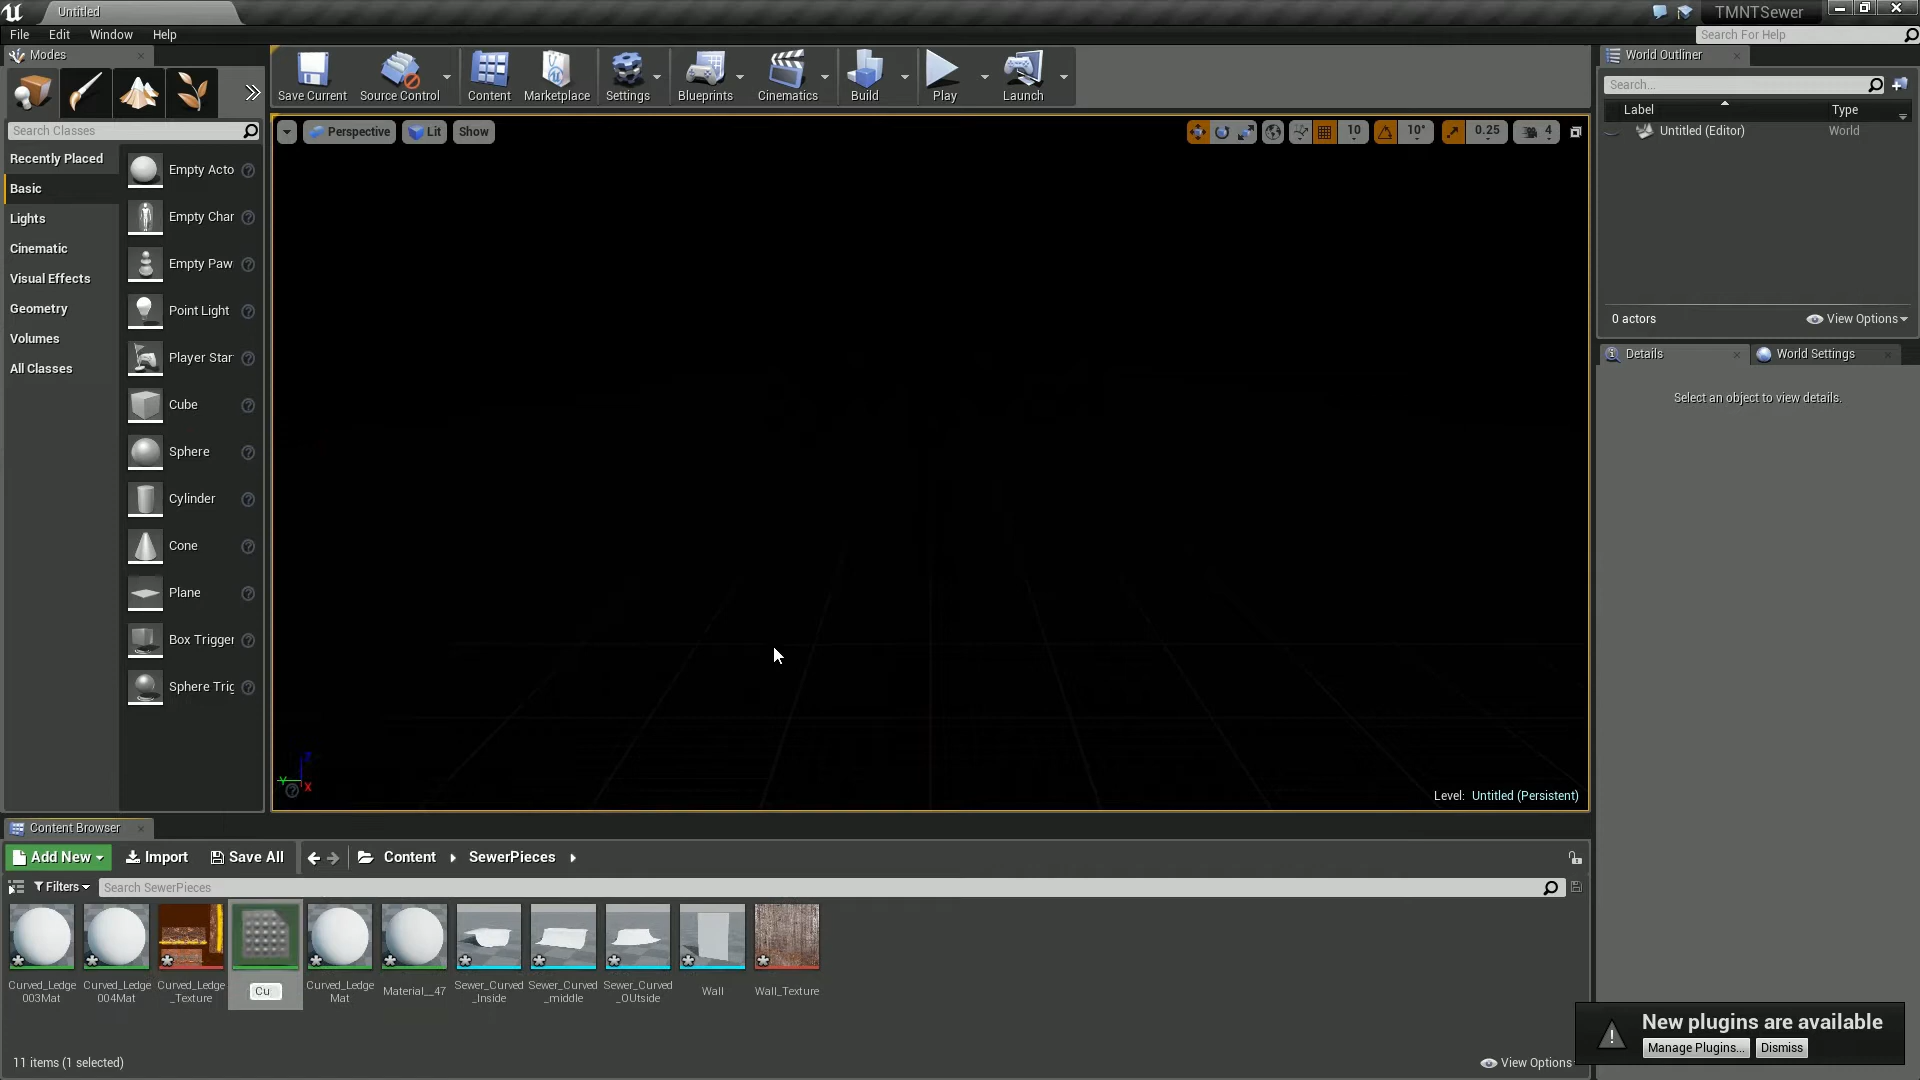 Untitled
TMNTSewer
File Edit Window Help
Search For Help
Modes
Save Current
Source Control
Content
Marketplace
Settings
Blueprints
Cinematics
Build
Play
Launch
World Outliner
Search...
Label
Type
Untitled (Editor)
World
0 actors
View Options
Details
World Settings
Select an object to view details.
Search Classes
Recently Placed
Basic
Lights
Cinematic
Visual Effects
Geometry
Volumes
All Classes
Empty Acto
Empty Char
Empty Paw
Point Light
Player Star
Cube
Sphere
Cylinder
Cone
Plane
Box Trigger
Sphere Tric
Perspective
Lit
Show
10
10°
0.25
4
Z
Y
X
Level: Untitled (Persistent)
Content Browser
Add New
Import
Save All
Content
SewerPieces
Filters
Search SewerPieces
Curved_Ledge
003Mat
Curved_Ledge
004Mat
Curved_Ledge
_Texture
Cu
Curved_Ledge
Mat
Material__47
Sewer_Curved
_Inside
Sewer_Curved
_middle
Sewer_Curved
_OUtside
Wall
Wall_Texture
11 items (1 selected)
View Options
New plugins are available
Manage Plugins...
Dismiss